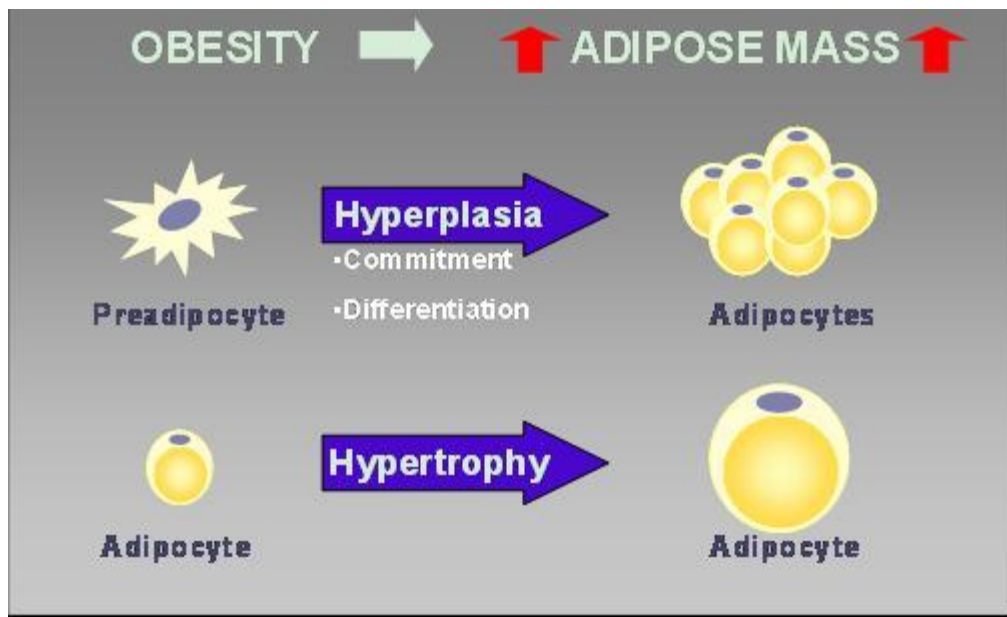 OBESITY ADIPOSE MASS
Hyperplasia
•Commitment
•Differentiation
Preadipocyte
Adipocytes
Hypertrophy
Adipocyte
Adipocyte